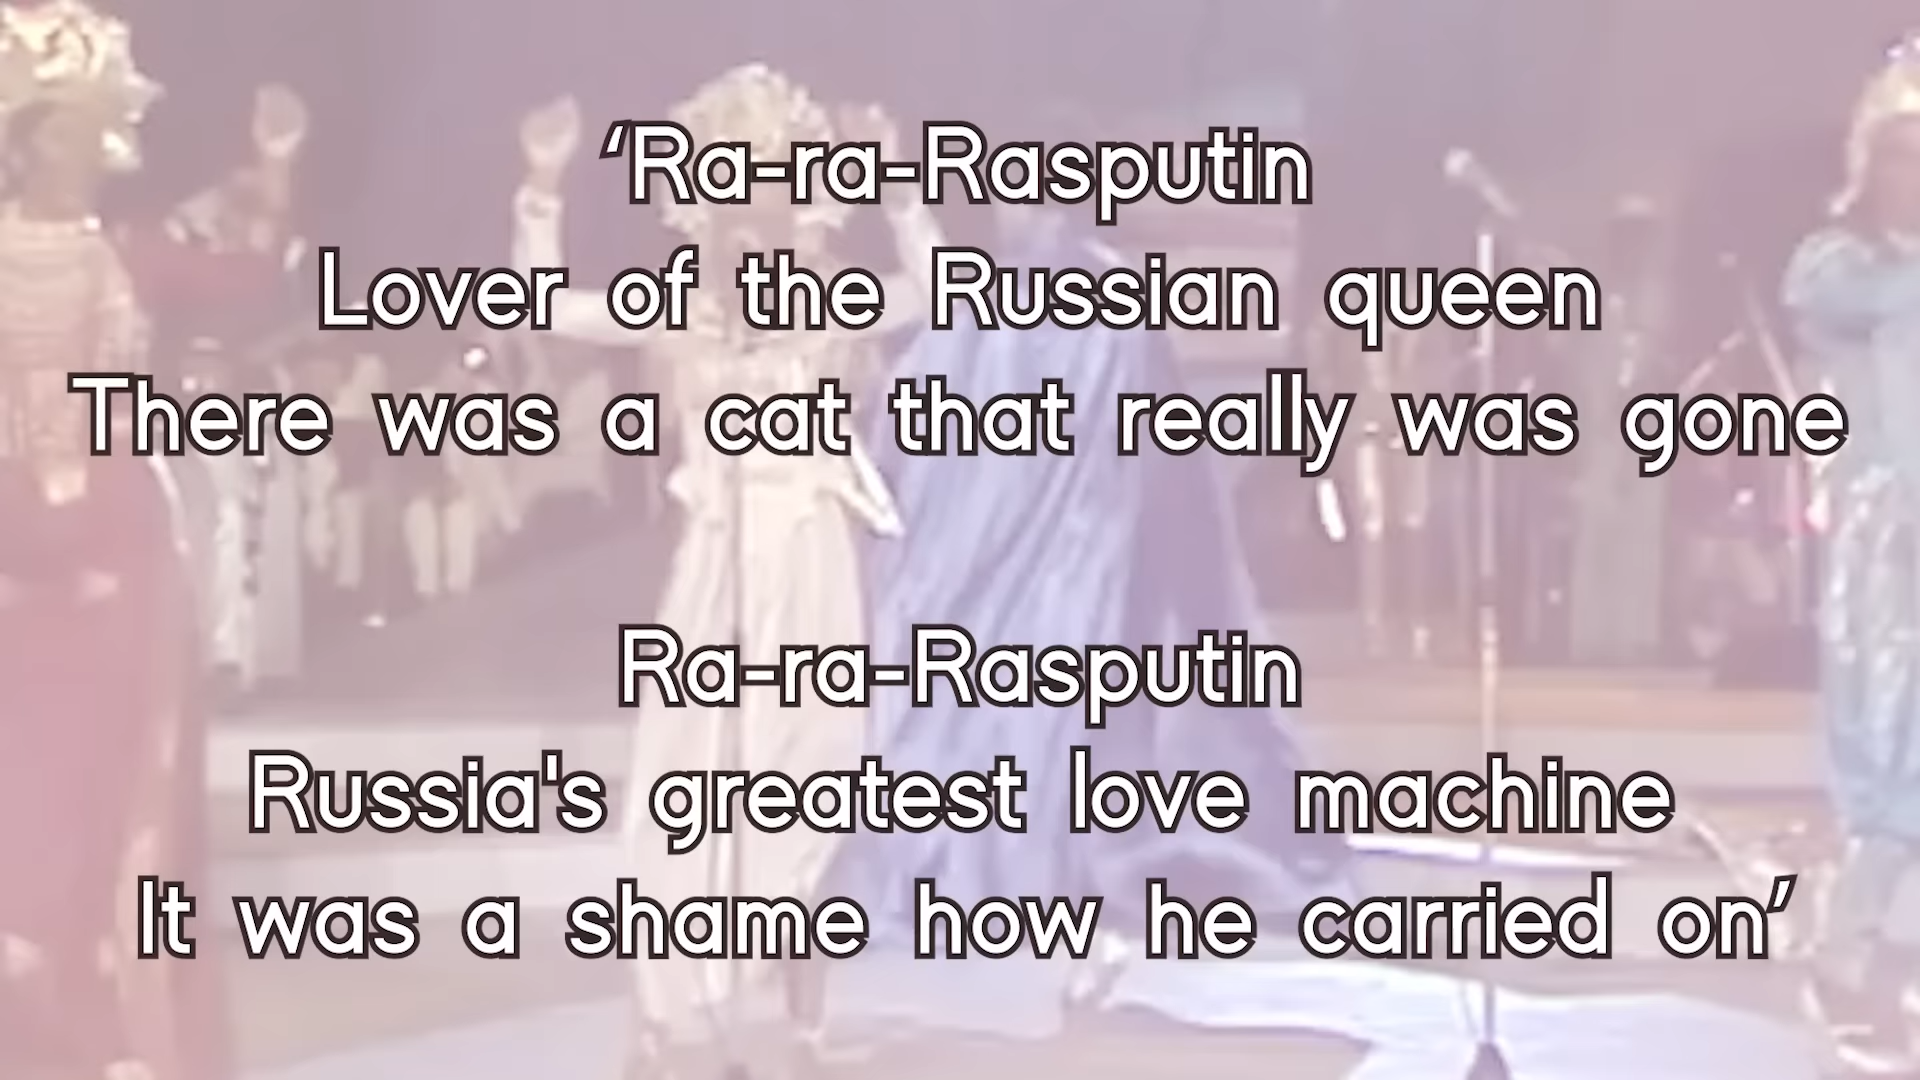 ‘Ra-ra-Rasputin
Lover of the Russian queen
There was a cat that really was gone
Ra-ra-Rasputin
Russia's greatest love machine
It was a shame how he carried on’